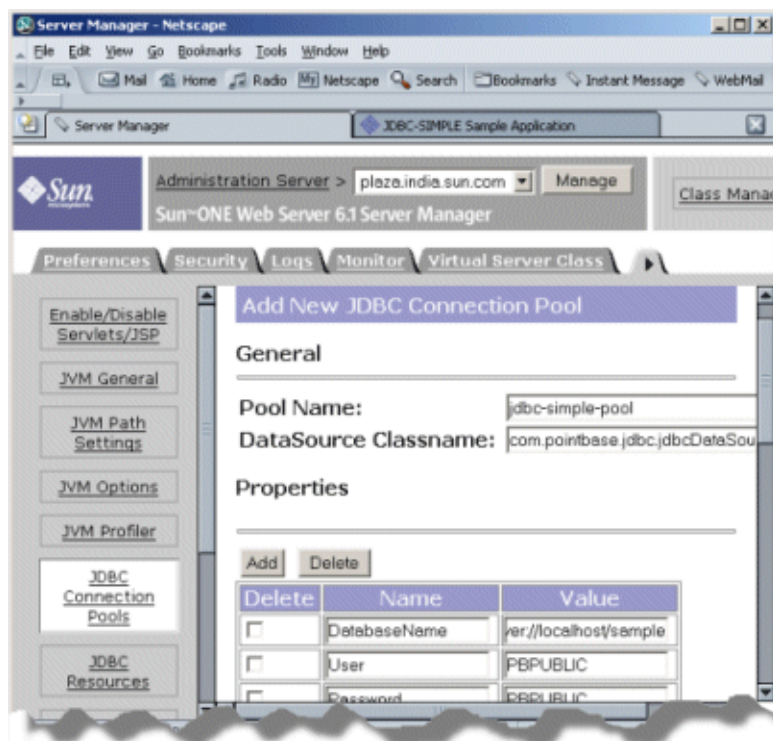 Server Manager - Netscape
File Edit View Go Bookmarks Tools Window Help
Mail Home Radio My Netscape Search Bookmarks Instant Message WebMail
Server Manager JDBC-SIMPLE Sample Application
Sun microsystems
Administration Server > plaza.india.sun.com Manage
Class Manag
Sun ONE Web Server 6.1 Server Manager
Preferences Security Logs Monitor Virtual Server Class
Enable/Disable
Servlets/JSP
JVM General
JVM Path
Settings
JVM Options
JVM Profiler
JDBC
Connection
Pools
JDBC
Resources
Add New JDBC Connection Pool
General
Pool Name: jdbc-simple-pool
DataSource Classname: com.pointbase.jdbc.jdbcDataSou
Properties
Add Delete
Delete Name Value
DatabaseName ver://localhost/sample
User PBPUBLIC
Password PBPUBLIC